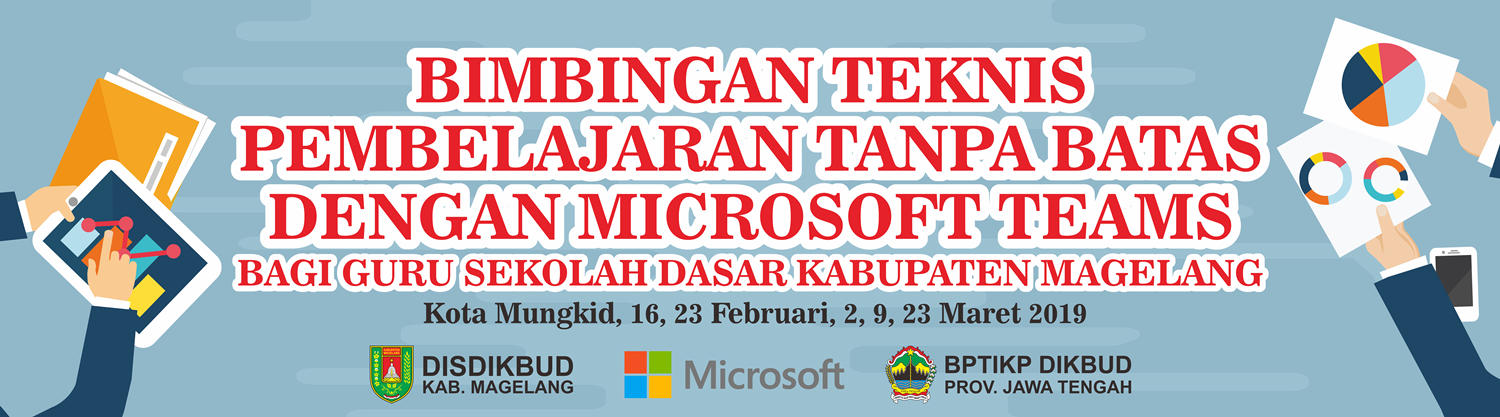 BIMBINGAN TEKNIS
PEMBELAJARAN TANPA BATAS
DENGAN MICROSOFT TEAMS
BAGI GURU SEKOLAH DASAR KABUPATEN MAGELANG
Kota Mungkid, 16, 23 Februari, 2, 9, 23 Maret 2019
DISDIKBUD
KAB. MAGELANG
Microsoft
BPTIKP DIKBUD
PROV. JAWA TENGAH